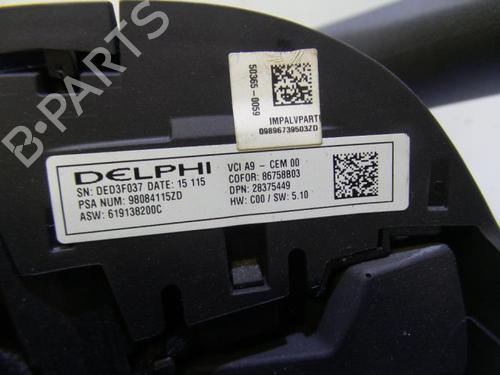 50365-0059
IMPALVPARTI
09896739503ZD
DELPHI
SN: DED3F037 DATE: 15 115
PSA NUM: 98084115ZD
ASW: 619138200C
VCI A9 - CEM 00
COFOR: 86758B03
DPN: 28375449
HW: C00 / SW: 5.10
B-PARTS